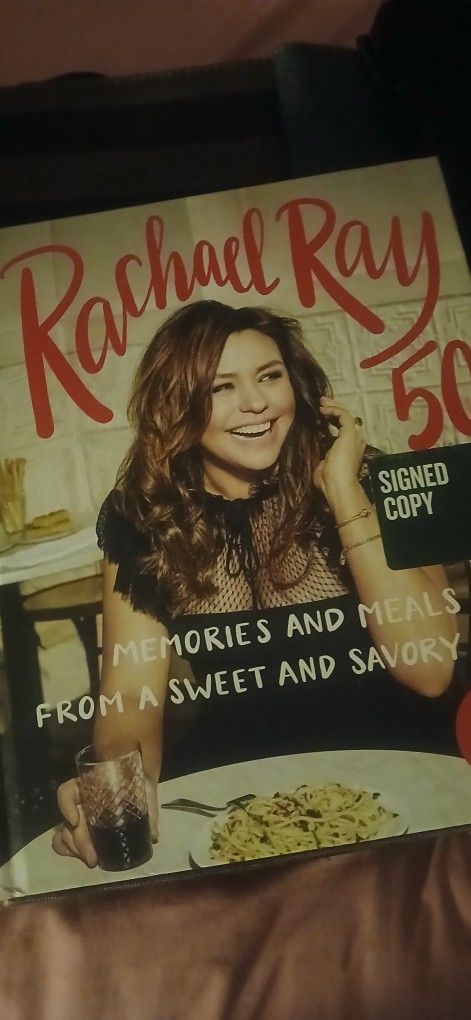 Rachael Ray
50
SIGNED
COPY
MEMORIES AND MEALS
FROM A SWEET AND SAVORY